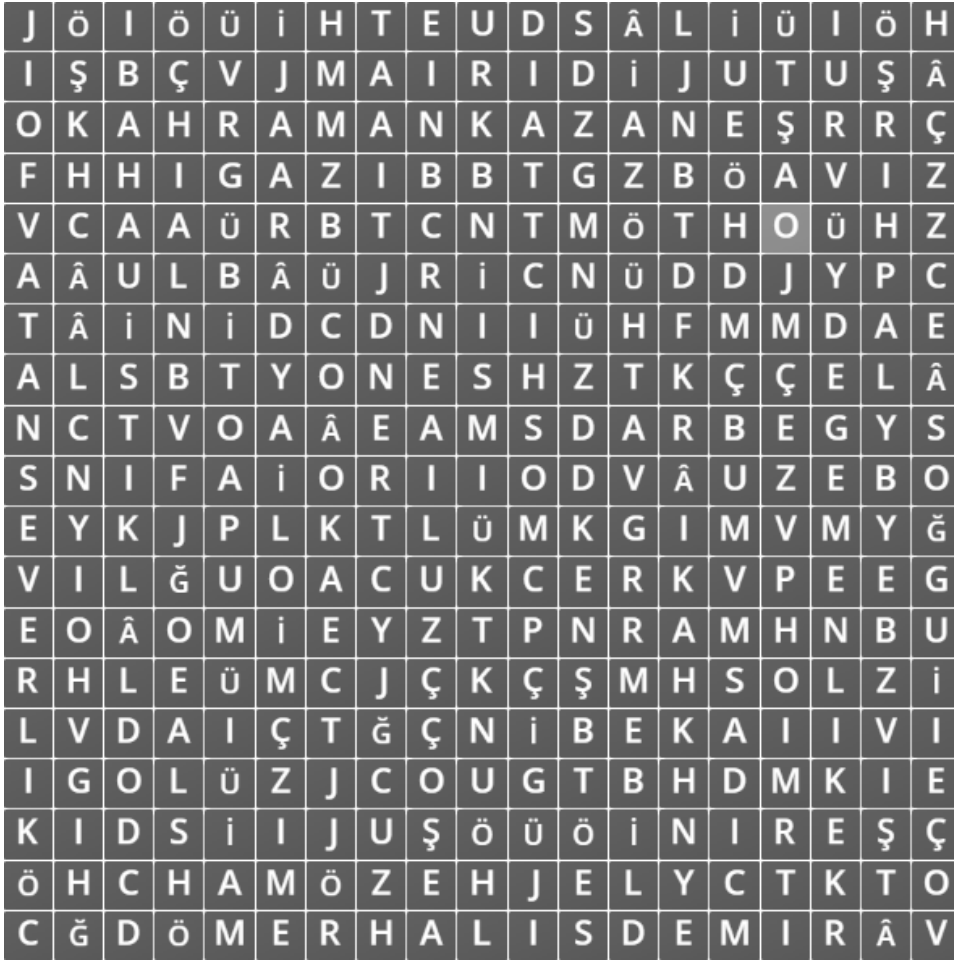 J Ö I Ö Ü İ H T E U D S Â L İ Ü I Ö H
I Ş B Ç V J M A I R I D İ J U T U Ş Â
O K A H R A M A N K A Z A N E Ş R R Ç
F H H I G A Z I B B T G Z B Ö A V I Z
V C A A Ü R B T C N T M Ö T H O Ü H Z
A Â U L B Â Ü J R İ C N Ü D D J Y P C
T Â İ N İ D C D N I I Ü H F M M D A E
A L S B T Y O N E S H Z T K Ç Ç E L Â
N C T V O A Â E A M S D A R B E G Y S
S N I F A İ O R I I O D V Â U Z E B O
E Y K J P L K T L Ü M K G I M V M Y Ğ
V I L Ğ U O A C U K C E R K V P E E G
E O Â O M İ E Y Z T P N R A M H N B U
R H L E Ü M C J Ç K Ç Ş M H S O L Z İ
L V D A I Ç T Ğ Ç N İ B E K A I I V I
I G O L Ü Z J C O U G T B H D M K I E
K I D S İ I J U Ş Ö Ü Ö İ N I R E Ş Ç
Ö H C H A M Ö Z E H J E L Y C T K T O
C Ğ D Ö M E R H A L I S D E M I R Â V